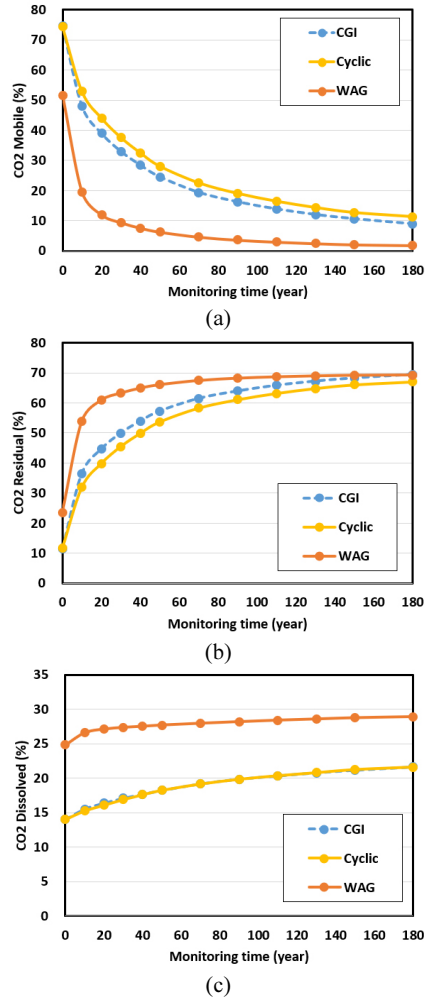 80
70
60
50
40
30
20
10
0
CO2 Mobile (%)
CGI
Cyclic
WAG
0 20 40 60 80 100 120 140 160 180
Monitoring time (year)
(a)
80
70
60
50
40
30
20
10
0
CO2 Residual (%)
CGI
Cyclic
WAG
0 20 40 60 80 100 120 140 160 180
Monitoring time (year)
(b)
35
30
25
20
15
10
5
0
CO2 Dissolved (%)
CGI
Cyclic
WAG
0 20 40 60 80 100 120 140 160 180
Monitoring time (year)
(c)